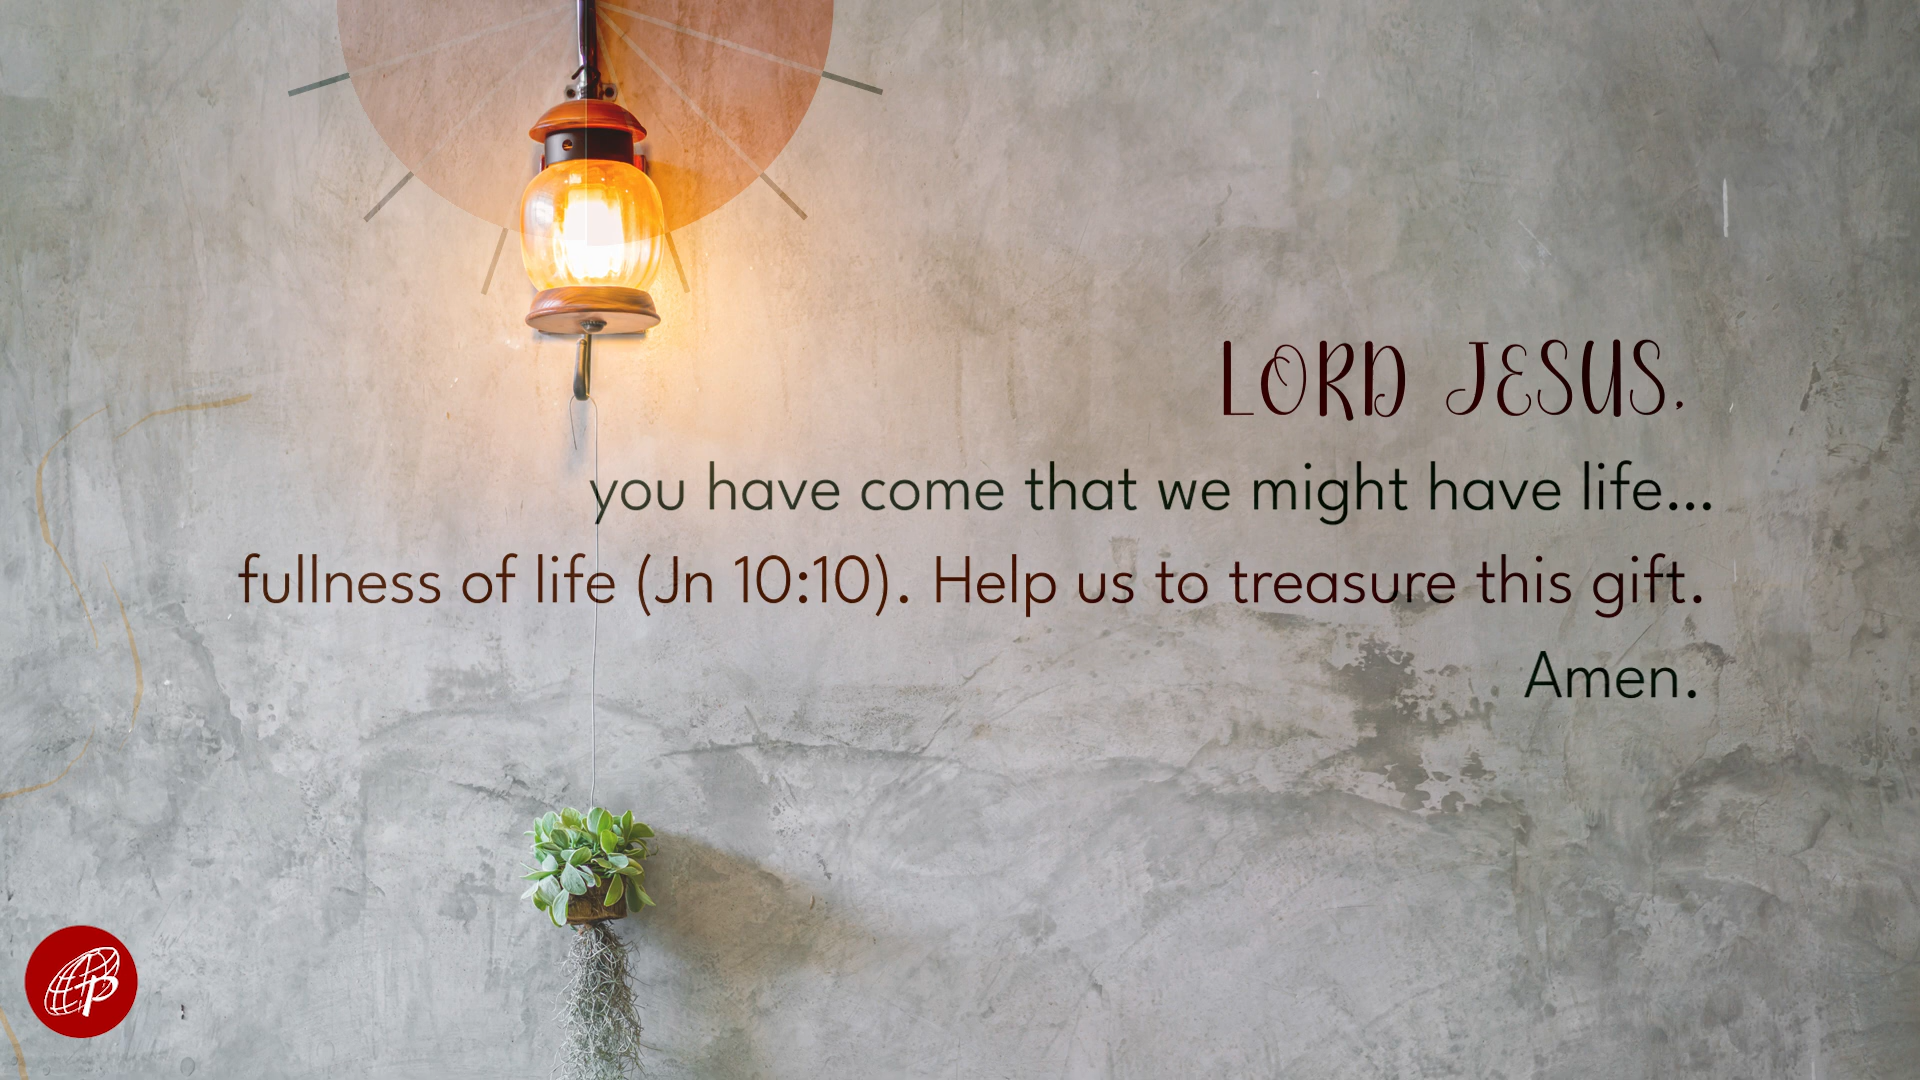 LORD JESUS,
you have come that we might have life...
fullness of life (Jn 10:10). Help us to treasure this gift.
Amen.